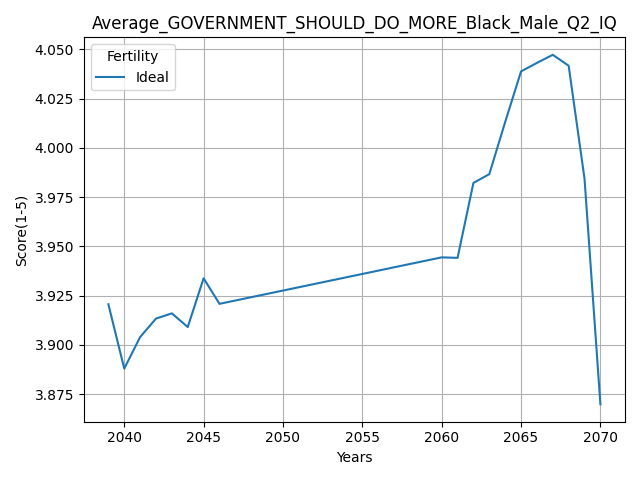 Average_GOVERNMENT_SHOULD_DO_MORE_Black_Male_Q2_IQ
Fertility
Ideal
4.050
4.025
4.000
3.975
3.950
3.925
3.900
3.875
Score(1-5)
2040 2045 2050 2055 2060 2065 2070
Years